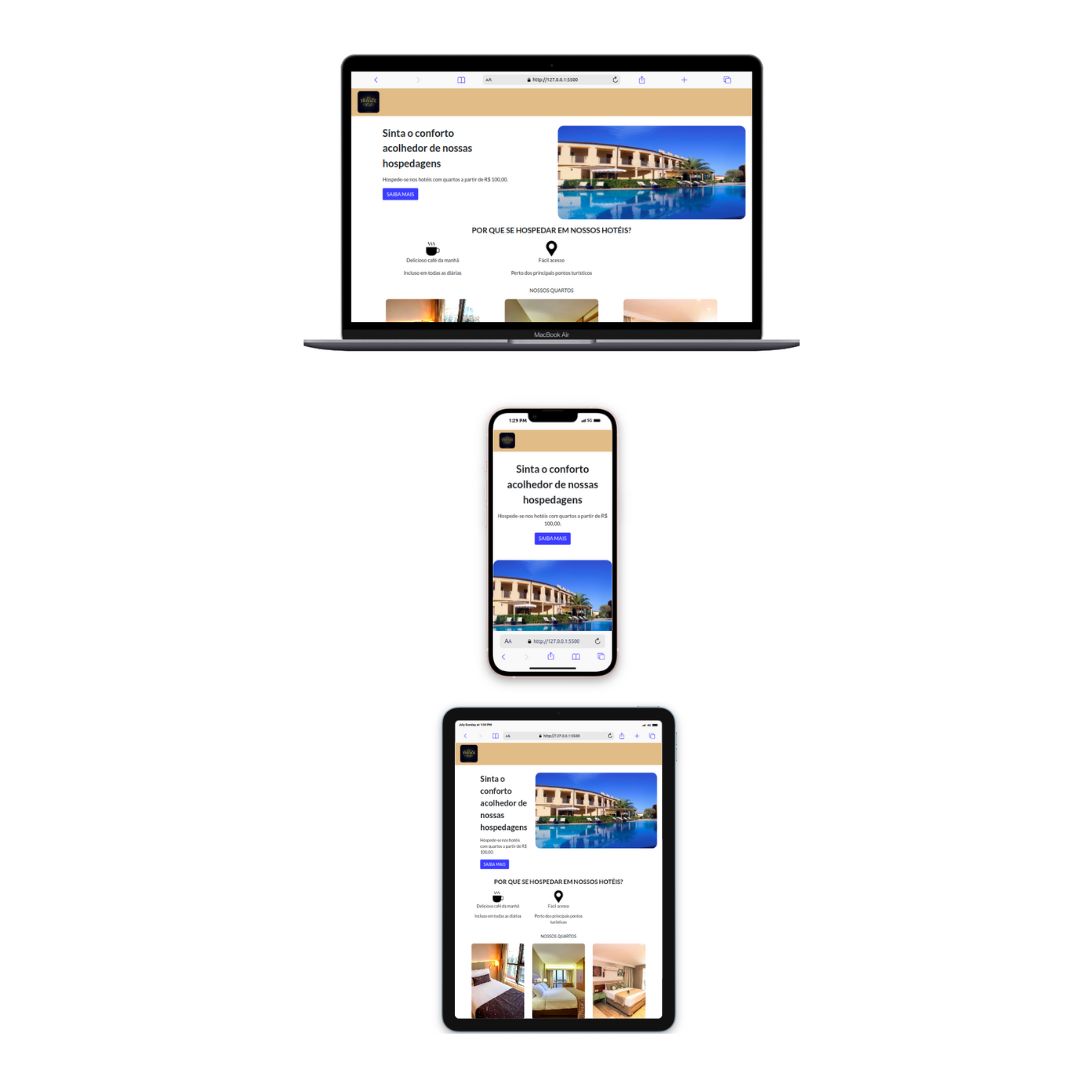 AA http://127.0.0.1:5500
Sinta o conforto
acolhedor de nossas
hospedagens
Hospede-se nos hotéis com quartos a partir de R$ 100,00.
SAIBA MAIS
POR QUE SE HOSPEDAR EM NOSSOS HOTÉIS?
Delicioso café da manhã
Fácil acesso
Incluso em todas as diárias
Perto dos principais pontos turísticos
NOSSOS QUARTOS
MacBook Air
1:29 PM
5G
Sinta o conforto
acolhedor de nossas
hospedagens
Hospede-se nos hotéis com quartos a partir de R$
100,00.
SAIBA MAIS
AA http://127.0.0.1:5500
AA http://127.0.0.1:5500
Sinta o
conforto
acolhedor de
nossas
hospedagens
Hospede-se nos hotéis
com quartos a partir de R$
100,00.
SAIBA MAIS
POR QUE SE HOSPEDAR EM NOSSOS HOTÉIS?
Delicioso café da manhã
Fácil acesso
Incluso em todas as diárias
Perto dos principais pontos
turísticos
NOSSOS QUARTOS